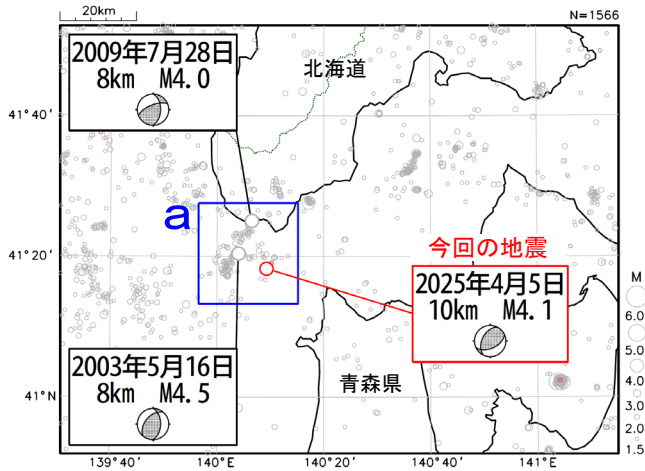 20km
N=1566
2009年7月28日
8km M4.0
北海道
41°40′
a
41°20′
今回の地震
2025年4月5日
10km M4.1
M
6.0
5.0
4.0
3.0
2.0
1.5
2003年5月16日
8km M4.5
青森県
41°N
139°40′
140°E
140°20′
140°40′
141°E